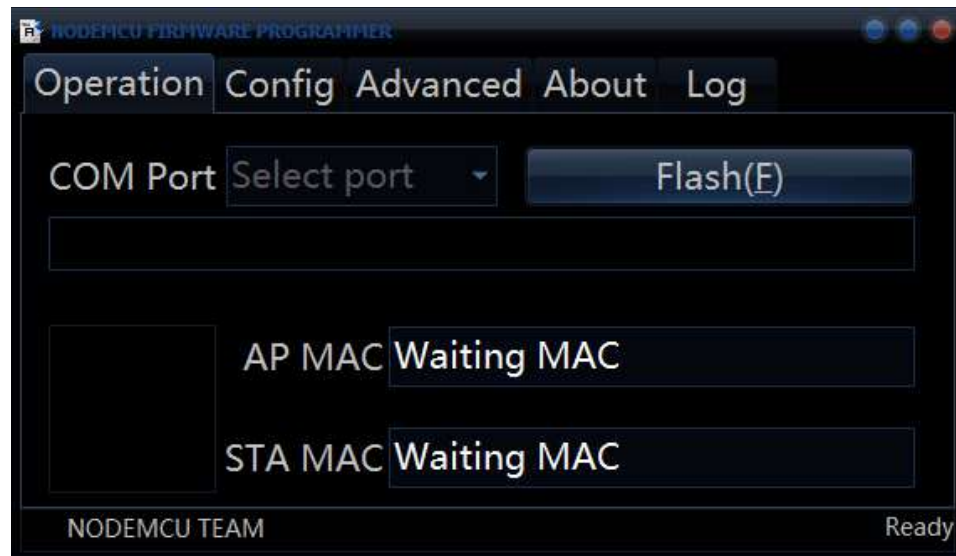 NODEMCU FIRMWARE PROGRAMMER
Operation Config Advanced About Log
COM Port Select port Flash(F)
AP MAC Waiting MAC
STA MAC Waiting MAC
NODEMCU TEAM Ready